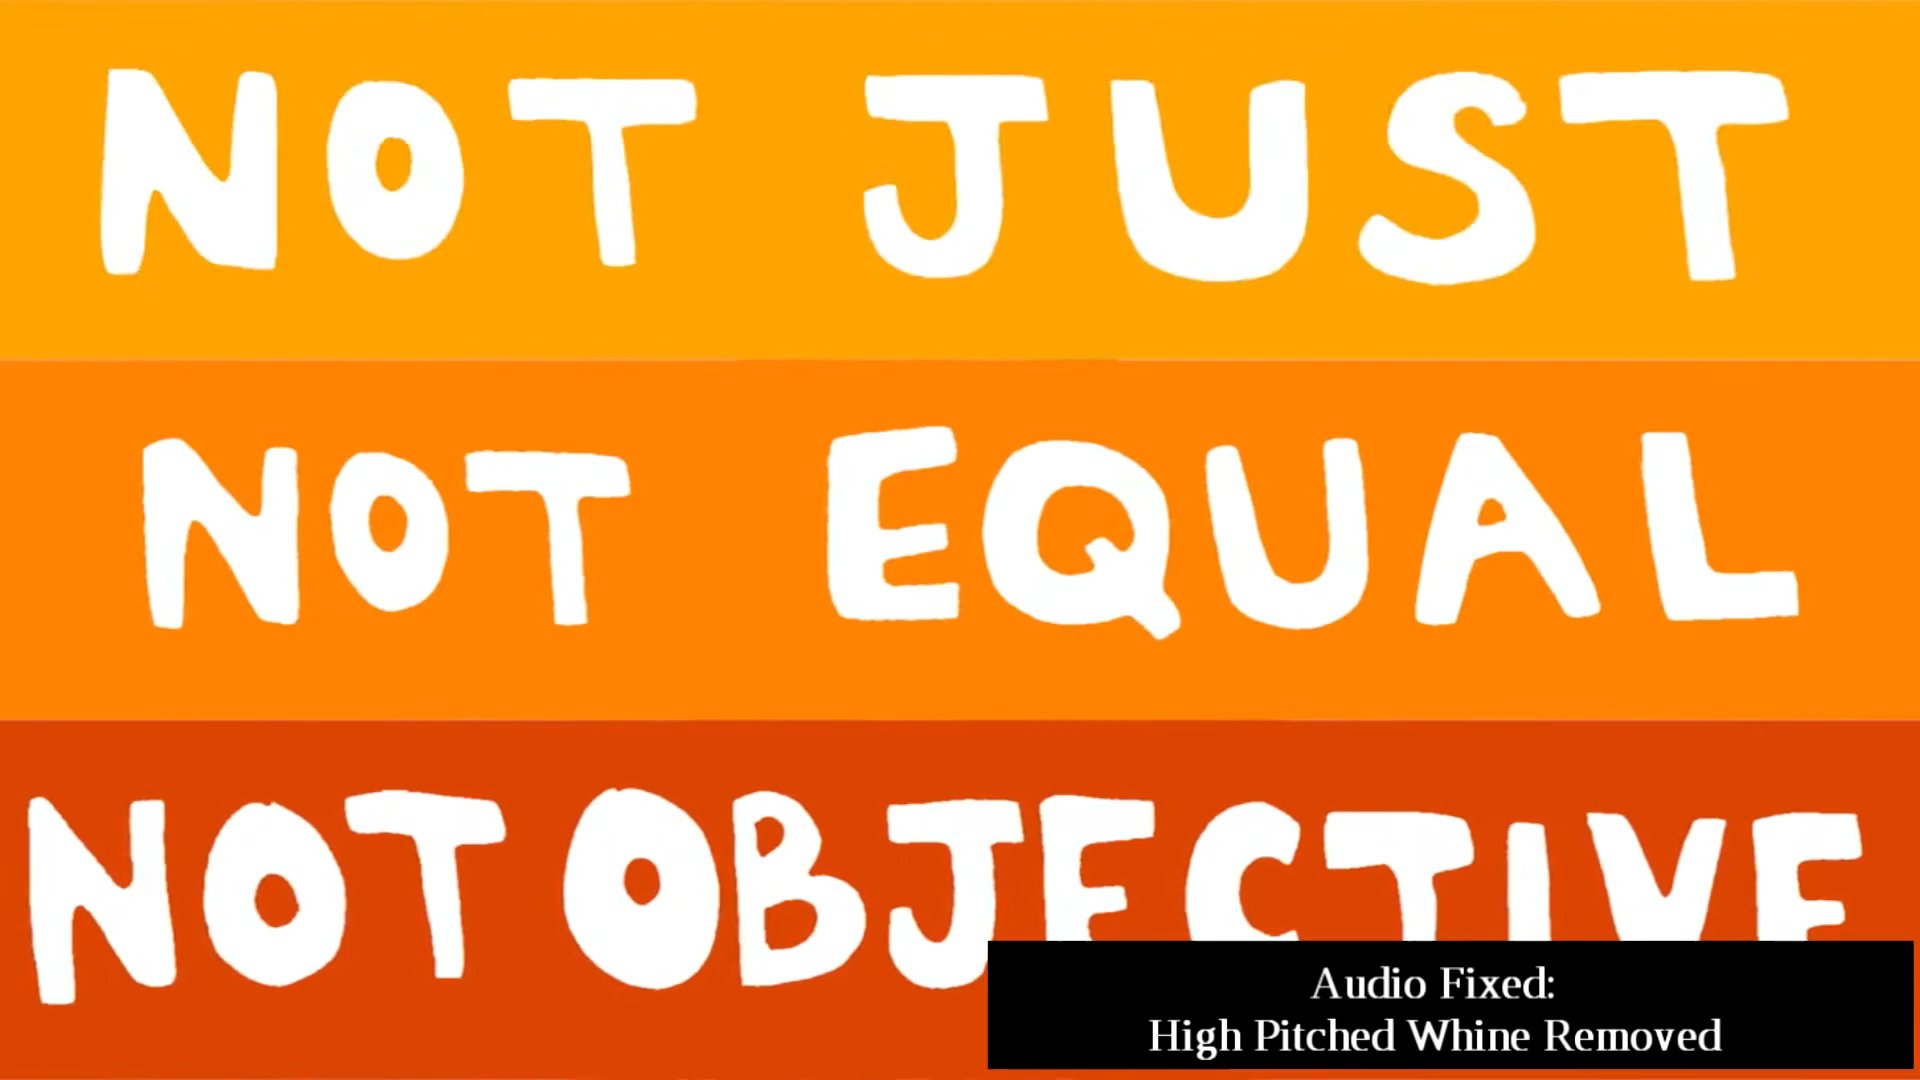 NOT JUST
NOT EQUAL
NOT OBJECTIVE
Audio Fixed:
High Pitched Whine Removed